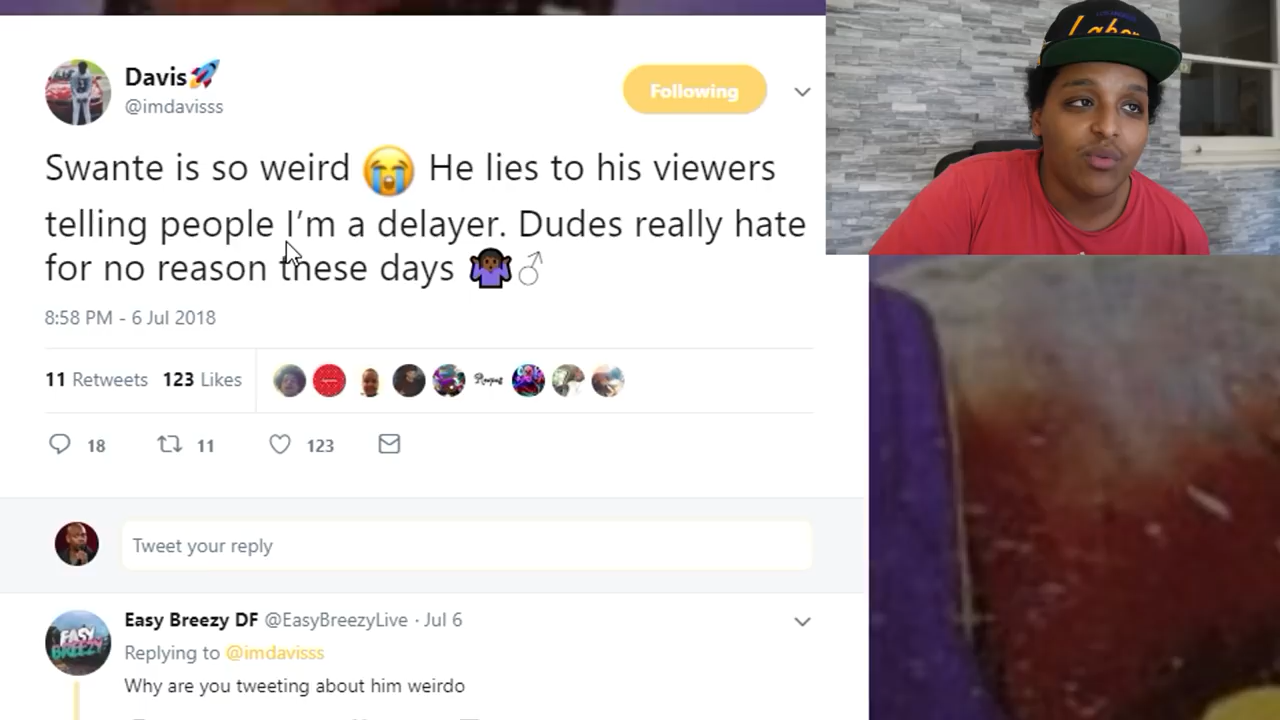 Davis🚀
@imdavisss
Following
Swante is so weird 😭 He lies to his viewers
telling people I’m a delayer. Dudes really hate
for no reason these days 🤷🏿♂
8:58 PM - 6 Jul 2018
11 Retweets 123 Likes
18 11 123
Tweet your reply
Easy Breezy DF @EasyBreezyLive · Jul 6
Replying to @imdavisss
Why are you tweeting about him weirdo
EASY
BREEZY